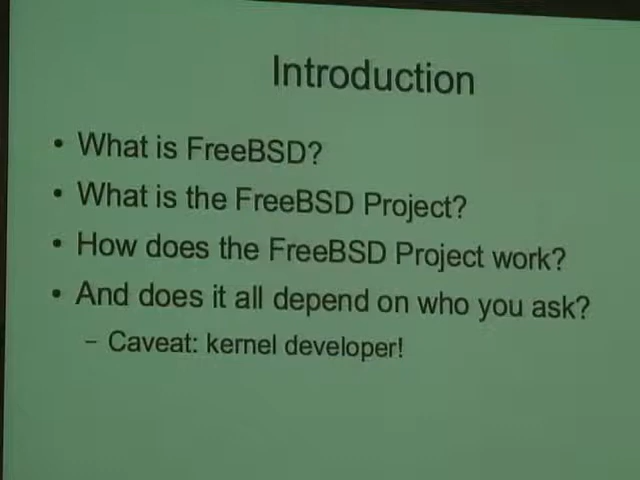 Introduction
• What is FreeBSD?
• What is the FreeBSD Project?
• How does the FreeBSD Project work?
• And does it all depend on who you ask?
– Caveat: kernel developer!